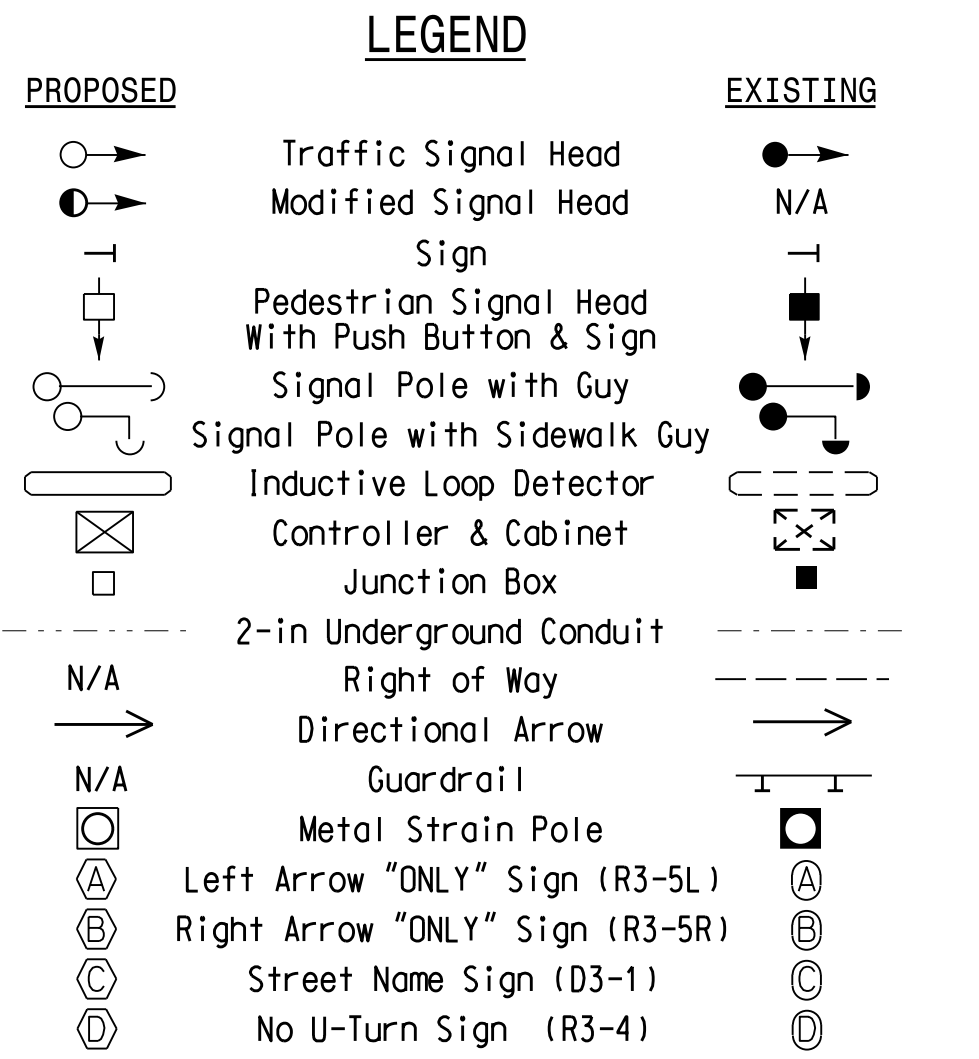 LEGEND
PROPOSED EXISTING
Traffic Signal Head
Modified Signal Head N/A
Sign
Pedestrian Signal Head
With Push Button & Sign
Signal Pole with Guy
Signal Pole with Sidewalk Guy
Inductive Loop Detector
Controller & Cabinet
Junction Box
2-in Underground Conduit
N/A Right of Way
Directional Arrow
N/A Guardrail
Metal Strain Pole
A Left Arrow "ONLY" Sign (R3-5L) A
B Right Arrow "ONLY" Sign (R3-5R) B
C Street Name Sign (D3-1) C
D No U-Turn Sign (R3-4) D